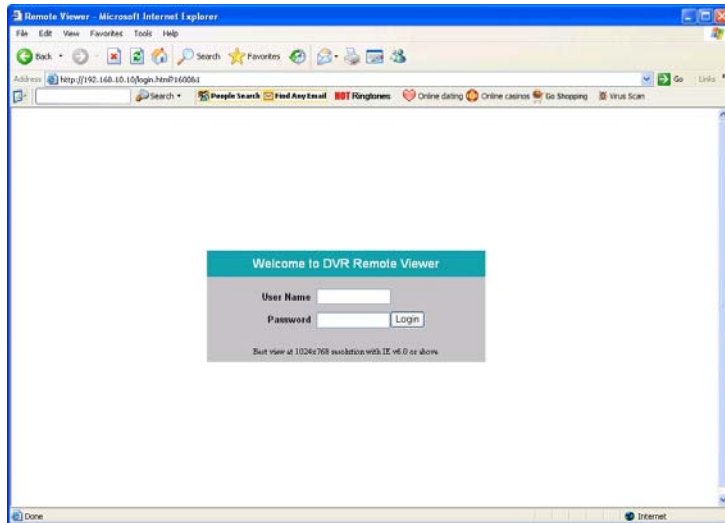 Remote Viewer - Microsoft Internet Explorer
File Edit View Favorites Tools Help
Back Search Favorites
Address http://192.168.10.10/login.html?160061 Go Links
Search People Search Find Any Email HOT Ringtones Online dating Online casinos Go Shopping Virus Scan
Welcome to DVR Remote Viewer
User Name
Password Login
Best view at 1024x768 resolution with IE v6.0 or above
Done Internet